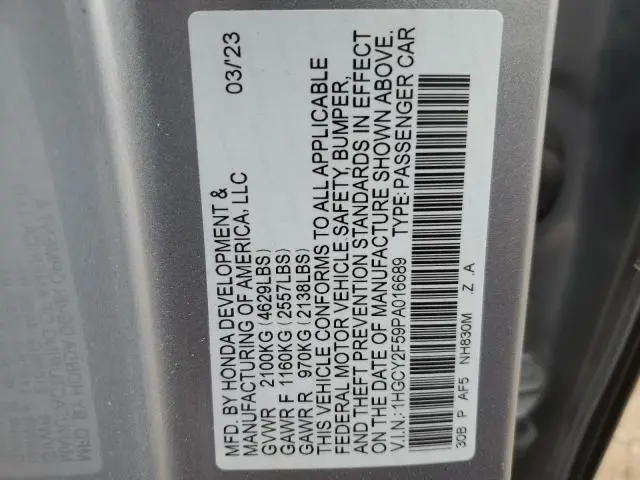 MFD. BY HONDA DEVELOPMENT & 03/'23
MANUFACTURING OF AMERICA, LLC
GVWR 2100KG (4629LBS)
GAWR F 1160KG (2557LBS)
GAWR R 970KG (2138LBS)
THIS VEHICLE CONFORMS TO ALL APPLICABLE
FEDERAL MOTOR VEHICLE SAFETY, BUMPER,
AND THEFT PREVENTION STANDARDS IN EFFECT
ON THE DATE OF MANUFACTURE SHOWN ABOVE.
V.I.N.: 1HGCY2F59PA016689 TYPE: PASSENGER CAR
30B P AF5 NH830M Z A